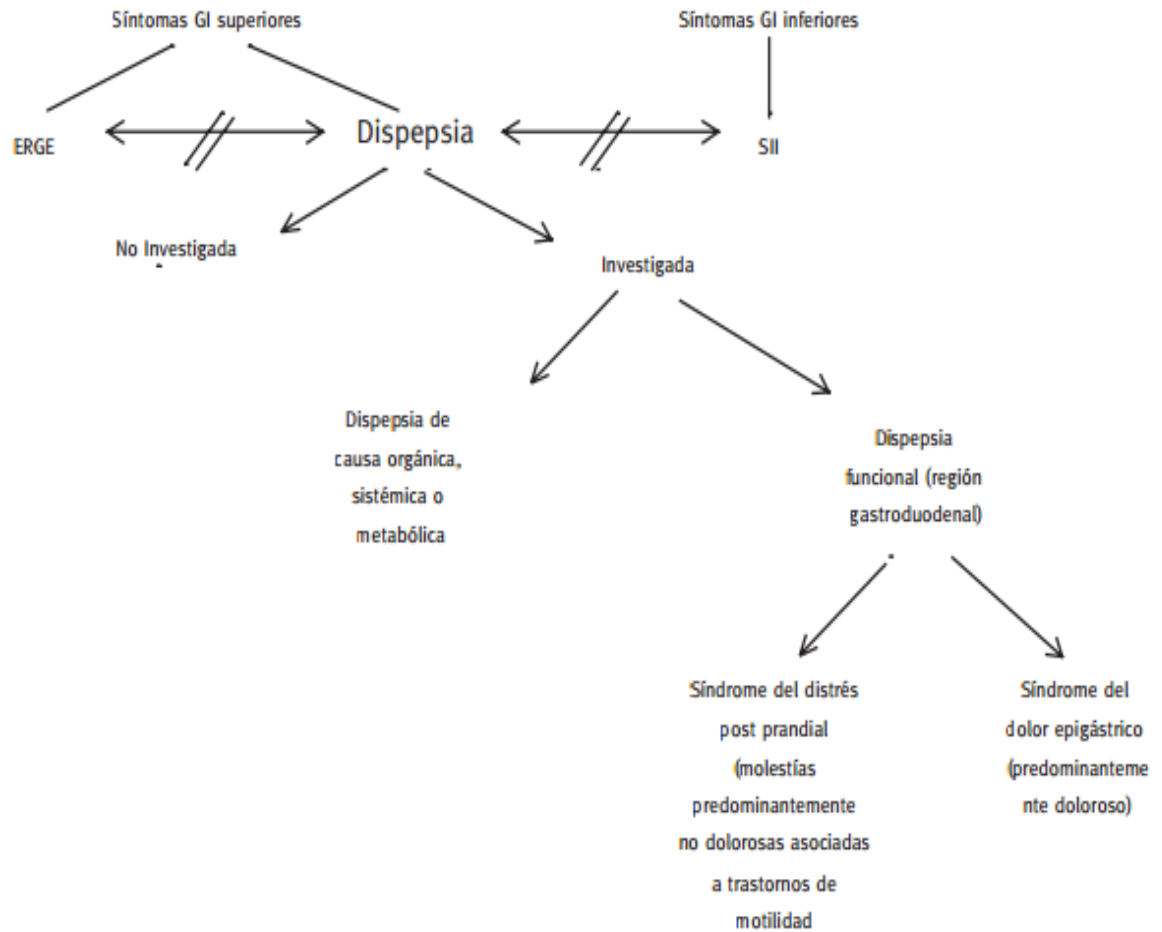 Síntomas GI superiores
Síntomas GI inferiores
ERGE
Dispepsia
SII
No Investigada
Investigada
Dispepsia de
causa orgánica,
sistémica o
metabólica
Dispepsia
funcional (región
gastroduodenal)
Síndrome del distrés
post prandial
(molestías
predominantemente
no dolorosas asociadas
a trastornos de
motilidad
Síndrome del
dolor epigástrico
(predominanteme
nte doloroso)